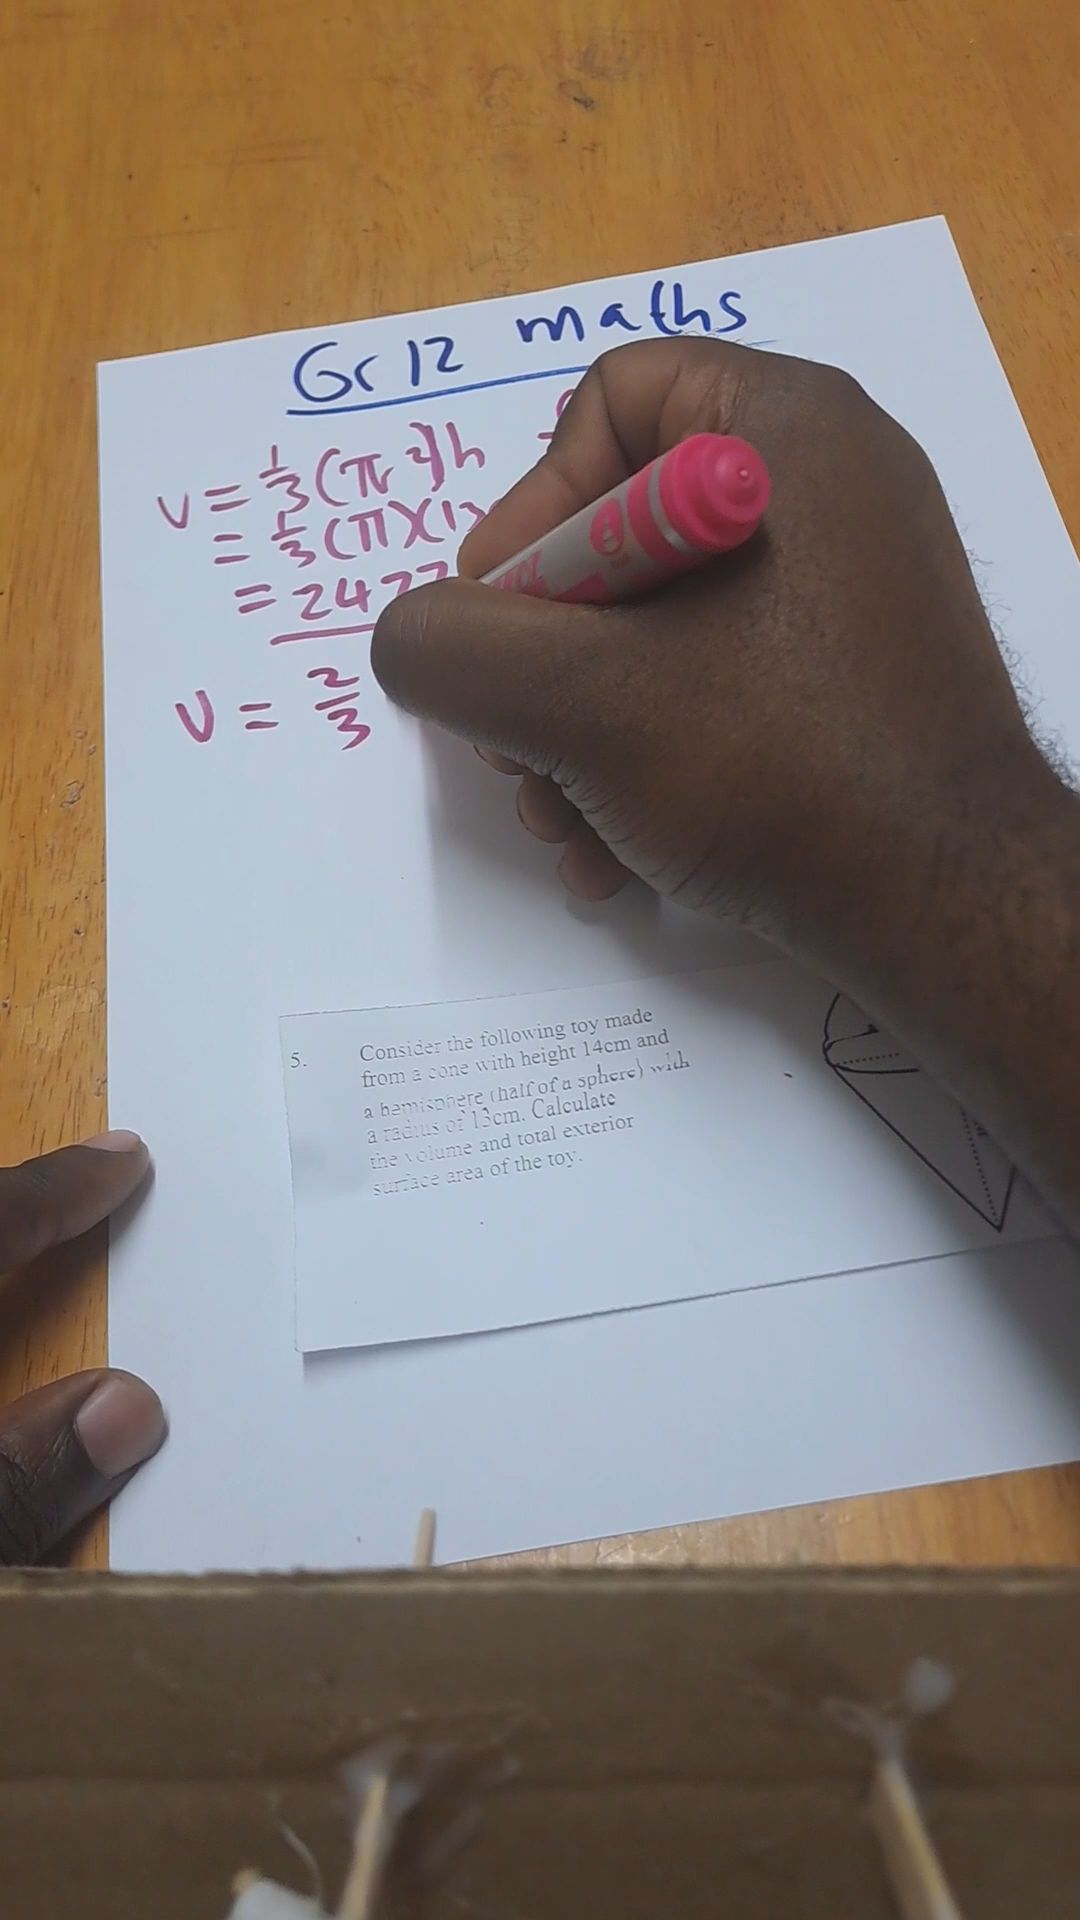 Gr 12 maths
V = 1/3 (πr²)h
= 1/3 (π)(13
= 2477
V = 2/3
5. Consider the following toy made
from a cone with height 14cm and
a hemisphere (half of a sphere) with
a radius of 13cm. Calculate
the volume and total exterior
surface area of the toy.